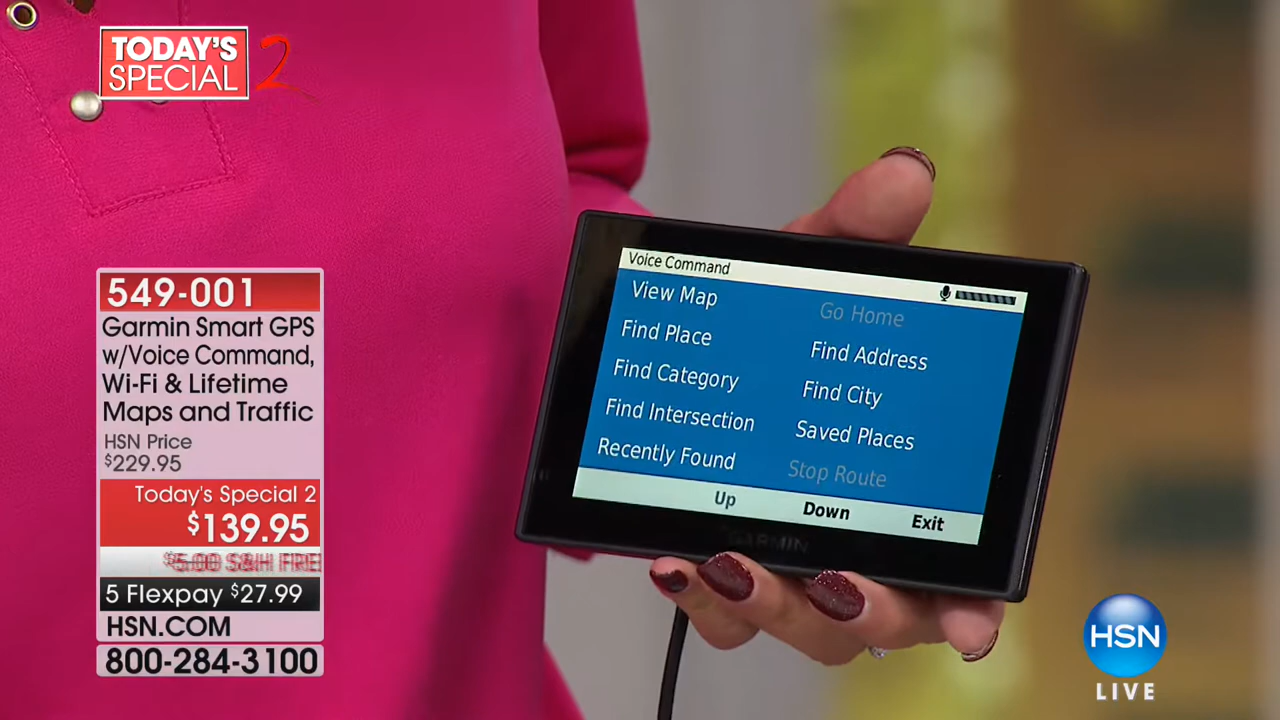 TODAY'S
SPECIAL 2
549-001
Garmin Smart GPS
w/Voice Command,
Wi-Fi & Lifetime
Maps and Traffic
HSN Price
$229.95
Today's Special 2
$139.95
$5.00 S&H FRE
5 Flexpay $27.99
HSN.COM
800-284-3100
Voice Command
View Map
Go Home
Find Place
Find Address
Find Category
Find City
Find Intersection
Saved Places
Recently Found
Stop Route
Up
Down
Exit
GARMIN
HSN
LIVE